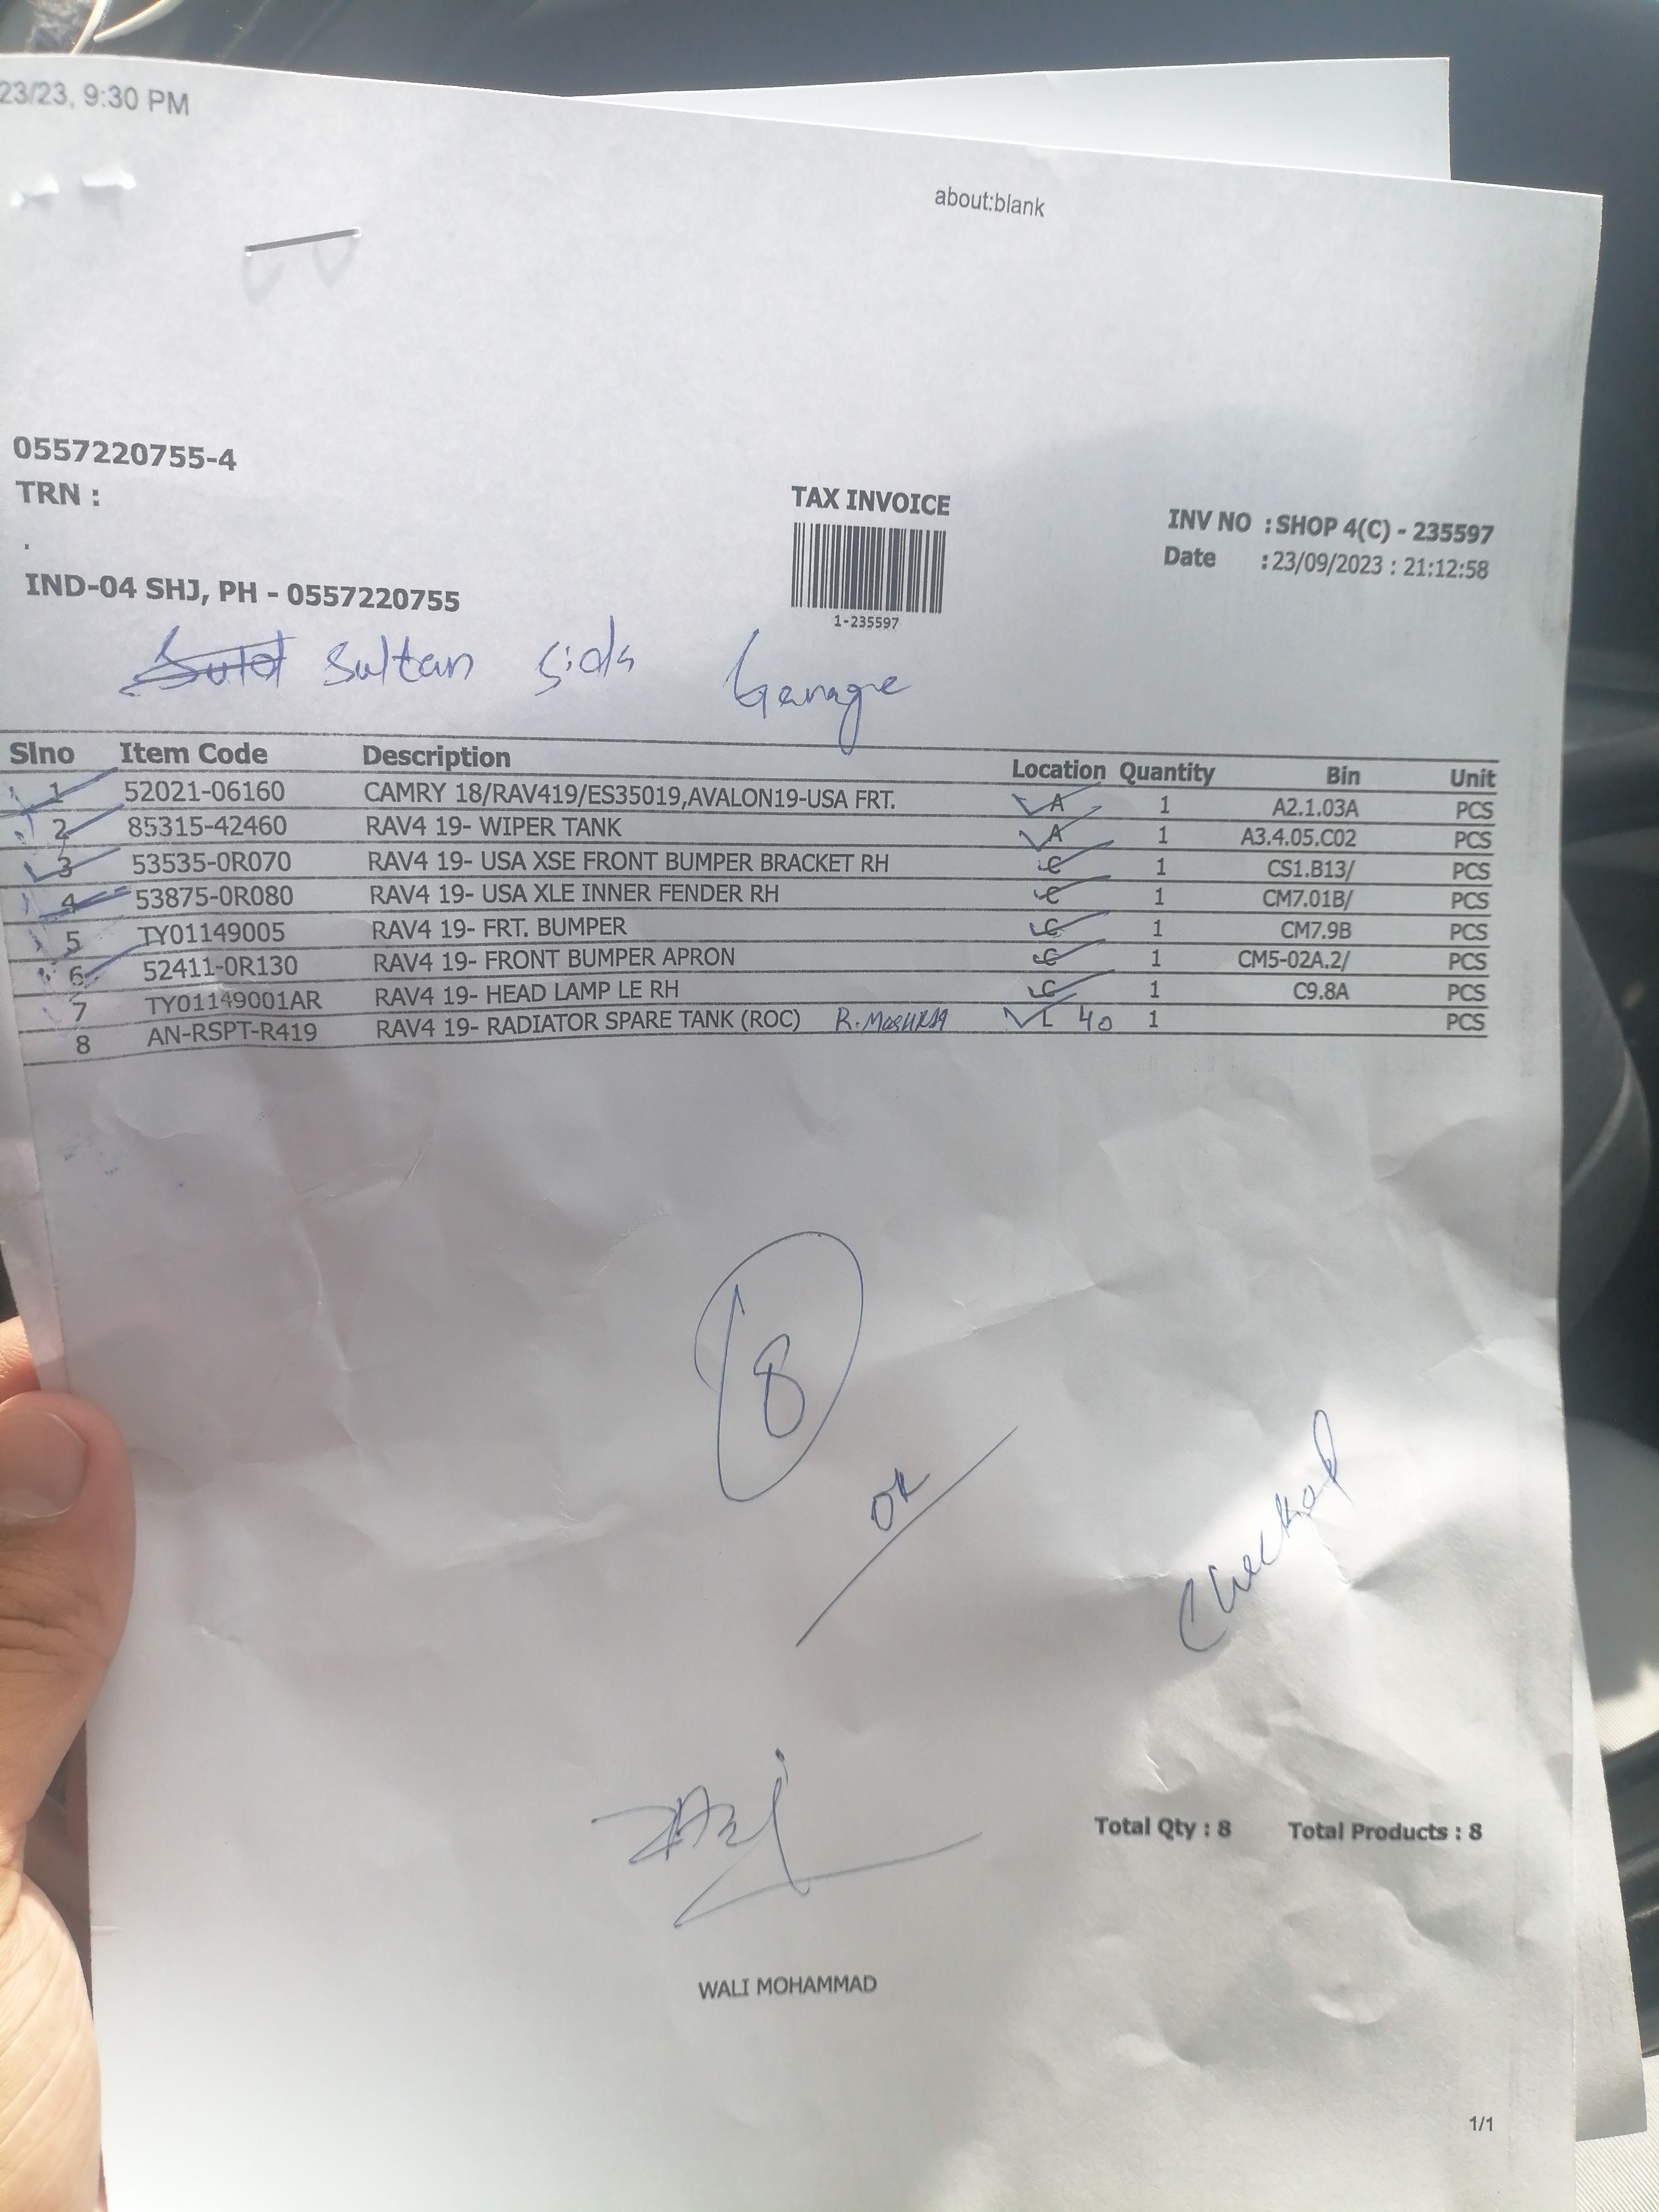 23/23, 9:30 PM
about:blank
0557220755-4
TRN :
.
TAX INVOICE
INV NO : SHOP 4(C) - 235597
Date : 23/09/2023 : 21:12:58
IND-04 SHJ, PH - 0557220755
1-235597
Sultan Garage
Slno Item Code Description Location Quantity Bin Unit
1 52021-06160 CAMRY 18/RAV419/ES35019,AVALON19-USA FRT. A 1 A2.1.03A PCS
2 85315-42460 RAV4 19- WIPER TANK A 1 A3.4.05.C02 PCS
3 53535-0R070 RAV4 19- USA XSE FRONT BUMPER BRACKET RH C 1 CS1.B13/ PCS
4 53875-0R080 RAV4 19- USA XLE INNER FENDER RH C 1 CM7.01B/ PCS
5 TY01149005 RAV4 19- FRT. BUMPER C 1 CM7.9B PCS
6 52411-0R130 RAV4 19- FRONT BUMPER APRON C 1 CM5-02A.2/ PCS
7 TY01149001AR RAV4 19- HEAD LAMP LE RH C 1 C9.8A PCS
8 AN-RSPT-R419 RAV4 19- RADIATOR SPARE TANK (ROC) L 40 1 PCS
8
OK
Checked
Total Qty : 8 Total Products : 8
WALI MOHAMMAD
1/1